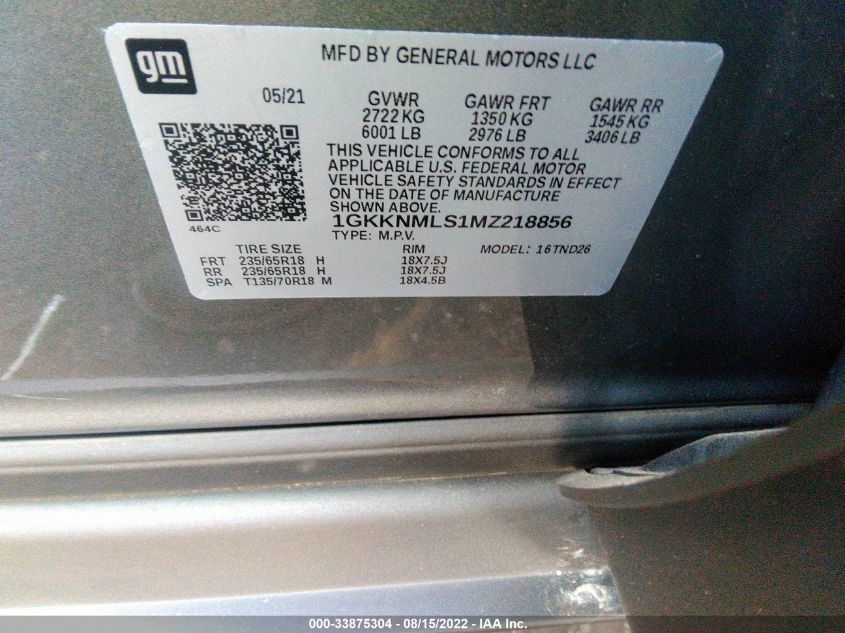 gm
MFD BY GENERAL MOTORS LLC
05/21 GVWR GAWR FRT GAWR RR
2722 KG 1350 KG 1545 KG
6001 LB 2976 LB 3406 LB
THIS VEHICLE CONFORMS TO ALL
APPLICABLE U.S. FEDERAL MOTOR
VEHICLE SAFETY STANDARDS IN EFFECT
ON THE DATE OF MANUFACTURE
SHOWN ABOVE.
464C
1GKKNMLS1MZ218856
TYPE: M.P.V. MODEL: 16TND26
TIRE SIZE RIM
FRT 235/65R18 H 18X7.5J
RR 235/65R18 H 18X7.5J
SPA T135/70R18 M 18X4.5B
000-33875304 - 08/15/2022 - IAA Inc.